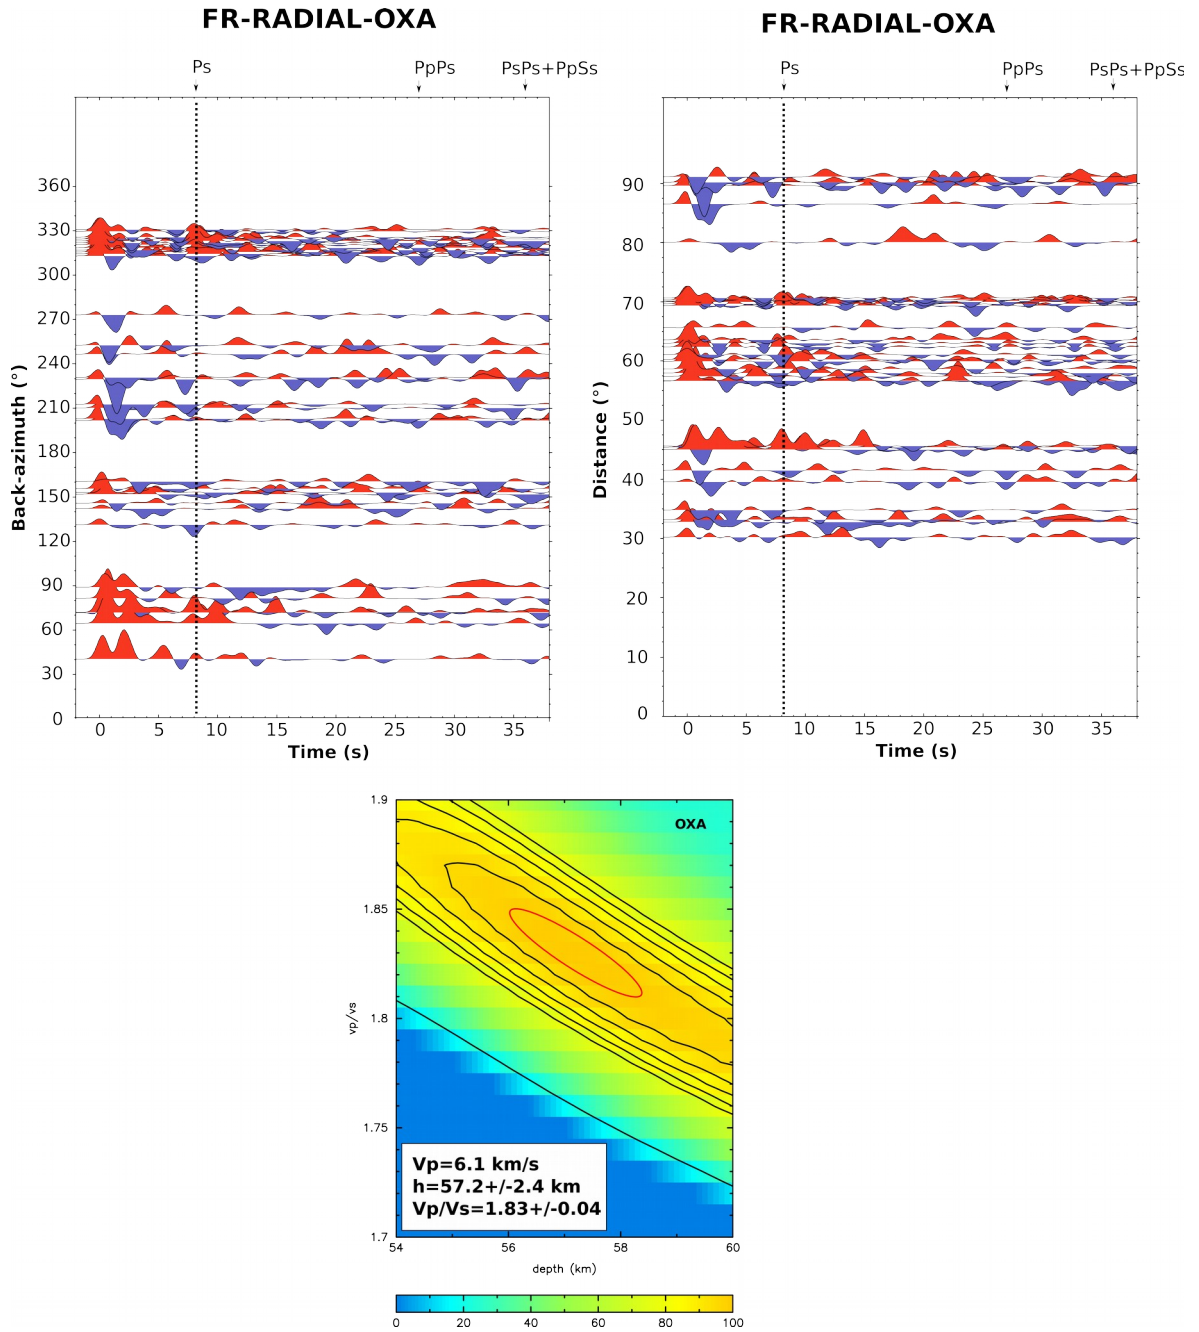 FR-RADIAL-OXA
Ps
PpPs
PsPs+PpSs
Back-azimuth (°)
360
330
300
270
240
210
180
150
120
90
60
30
0
0 5 10 15 20 25 30 35
Time (s)
FR-RADIAL-OXA
Ps
PpPs
PsPs+PpSs
Distance (°)
90
80
70
60
50
40
30
20
10
0
0 5 10 15 20 25 30 35
Time (s)
OXA
vp/vs
1.9
1.85
1.8
1.75
1.7
Vp=6.1 km/s
h=57.2+/-2.4 km
Vp/Vs=1.83+/-0.04
54 56 58 60
depth (km)
0 20 40 60 80 100